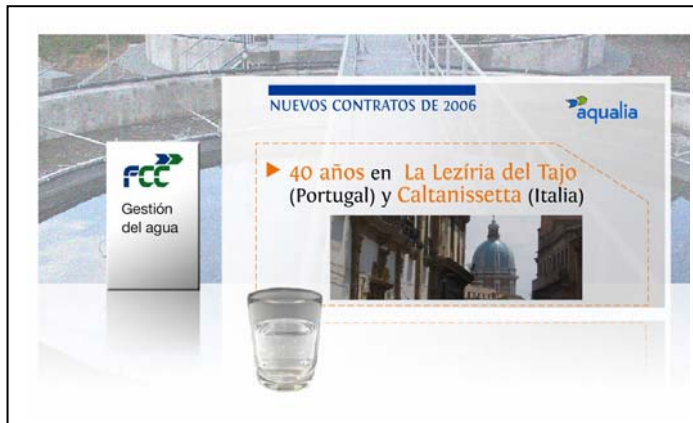 NUEVOS CONTRATOS DE 2006
aqualia
40 años en La Lezíria del Tajo
(Portugal) y Caltanissetta (Italia)
FCC
Gestión
del agua